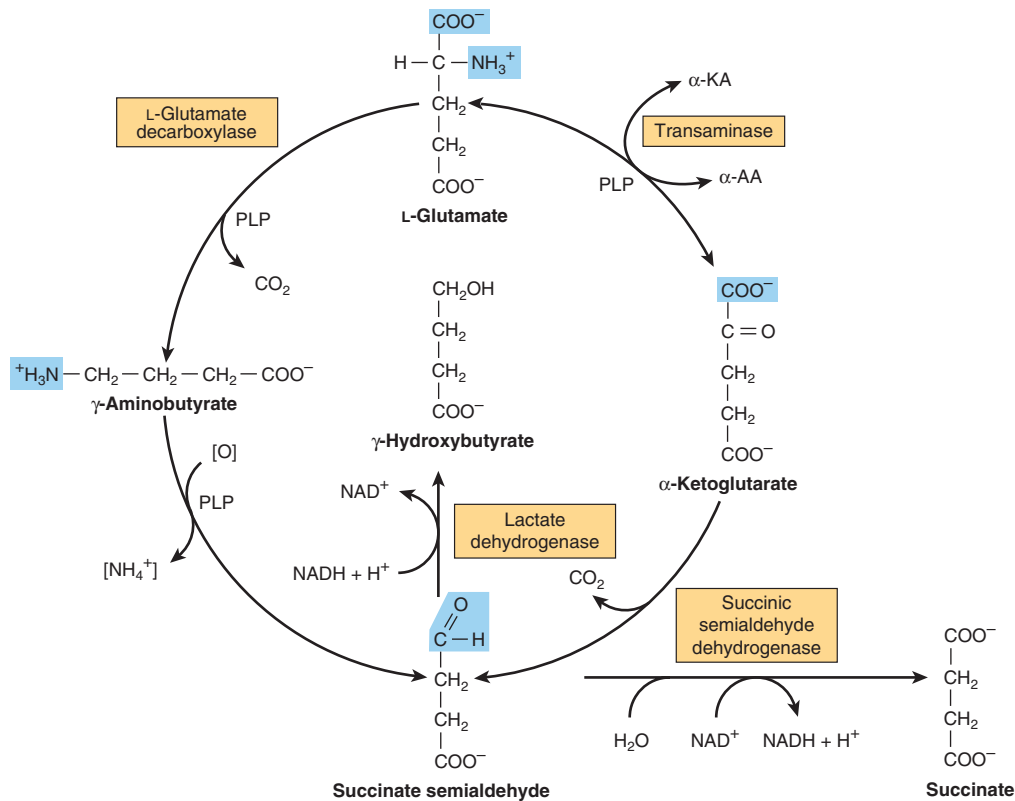 COO⁻
H—C—NH₃⁺
CH₂
CH₂
COO⁻
L-Glutamate
L-Glutamate
decarboxylase
PLP
CO₂
α-KA
Transaminase
α-AA
PLP
COO⁻
C=O
CH₂
CH₂
COO⁻
α-Ketoglutarate
CH₂OH
CH₂
CH₂
COO⁻
γ-Hydroxybutyrate
⁺H₃N—CH₂—CH₂—CH₂—COO⁻
γ-Aminobutyrate
[O]
PLP
[NH₄⁺]
NAD⁺
NADH + H⁺
Lactate
dehydrogenase
CO₂
Succinic
semialdehyde
dehydrogenase
O
C—H
CH₂
CH₂
COO⁻
Succinate semialdehyde
H₂O
NAD⁺
NADH + H⁺
COO⁻
CH₂
CH₂
COO⁻
Succinate